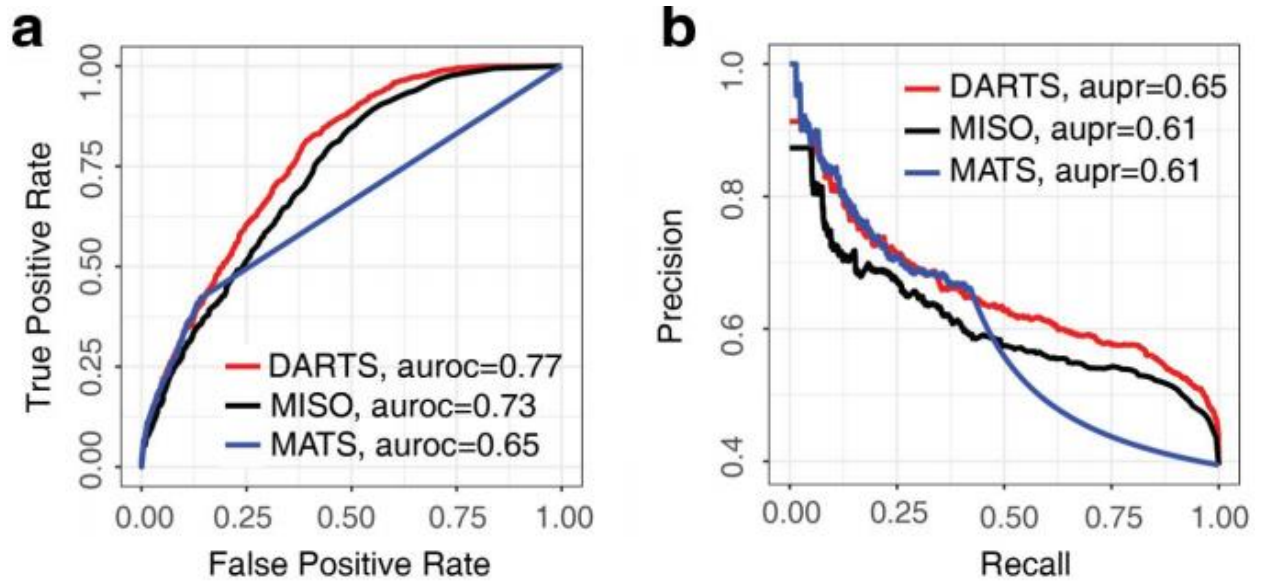 a
1.00
0.75
0.50
0.25
0.00
True Positive Rate
DARTS, auroc=0.77
MISO, auroc=0.73
MATS, auroc=0.65
0.00 0.25 0.50 0.75 1.00
False Positive Rate
b
1.0
0.8
0.6
0.4
Precision
DARTS, aupr=0.65
MISO, aupr=0.61
MATS, aupr=0.61
0.00 0.25 0.50 0.75 1.00
Recall